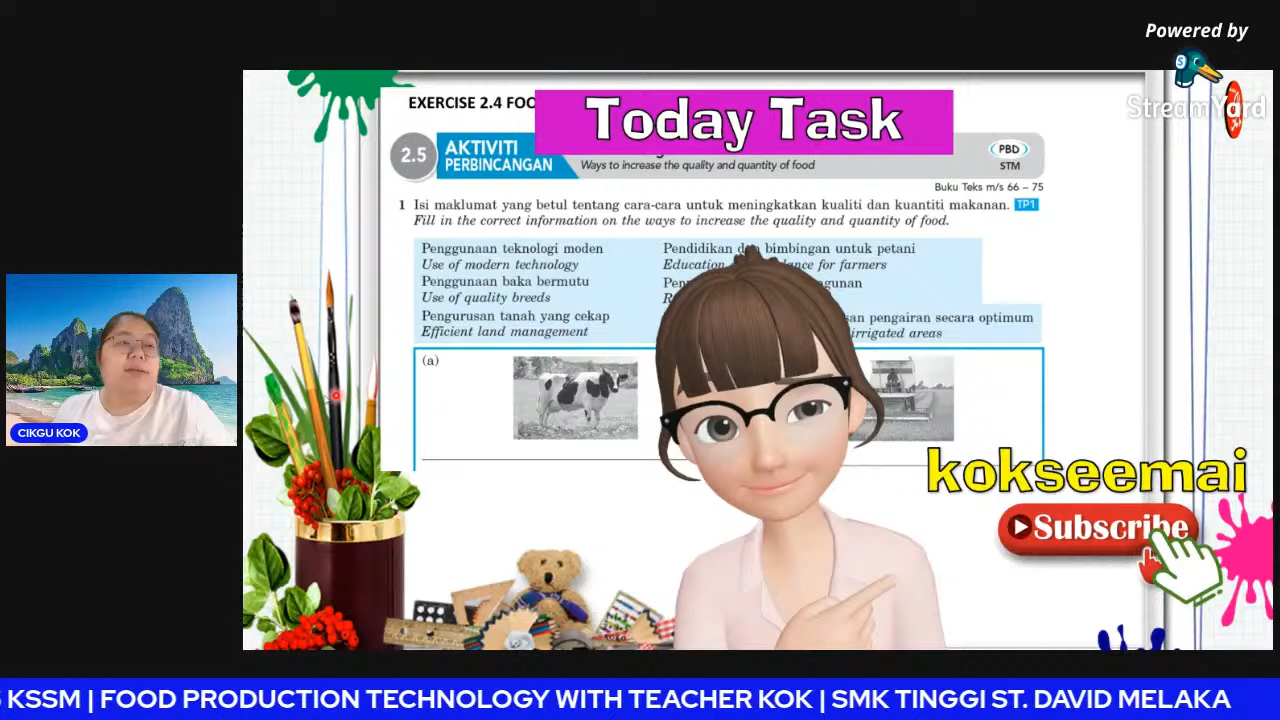 Powered by
StreamYard
EXERCISE 2.4 FOO
Today Task
2.5 AKTIVITI PERBINCANGAN
Ways to increase the quality and quantity of food
PBD
STM
Buku Teks m/s 66 – 75
1 Isi maklumat yang betul tentang cara-cara untuk meningkatkan kualiti dan kuantiti makanan. TP1
Fill in the correct information on the ways to increase the quality and quantity of food.
Penggunaan teknologi moden
Use of modern technology
Penggunaan baka bermutu
Use of quality breeds
Pengurusan tanah yang cekap
Efficient land management
Pendidikan bimbingan untuk petani
Education for farmers
pengairan secara optimum
irrigated areas
(a)
CIKGU KOK
kokseemai
Subscribe
KSSM | FOOD PRODUCTION TECHNOLOGY WITH TEACHER KOK | SMK TINGGI ST. DAVID MELAKA